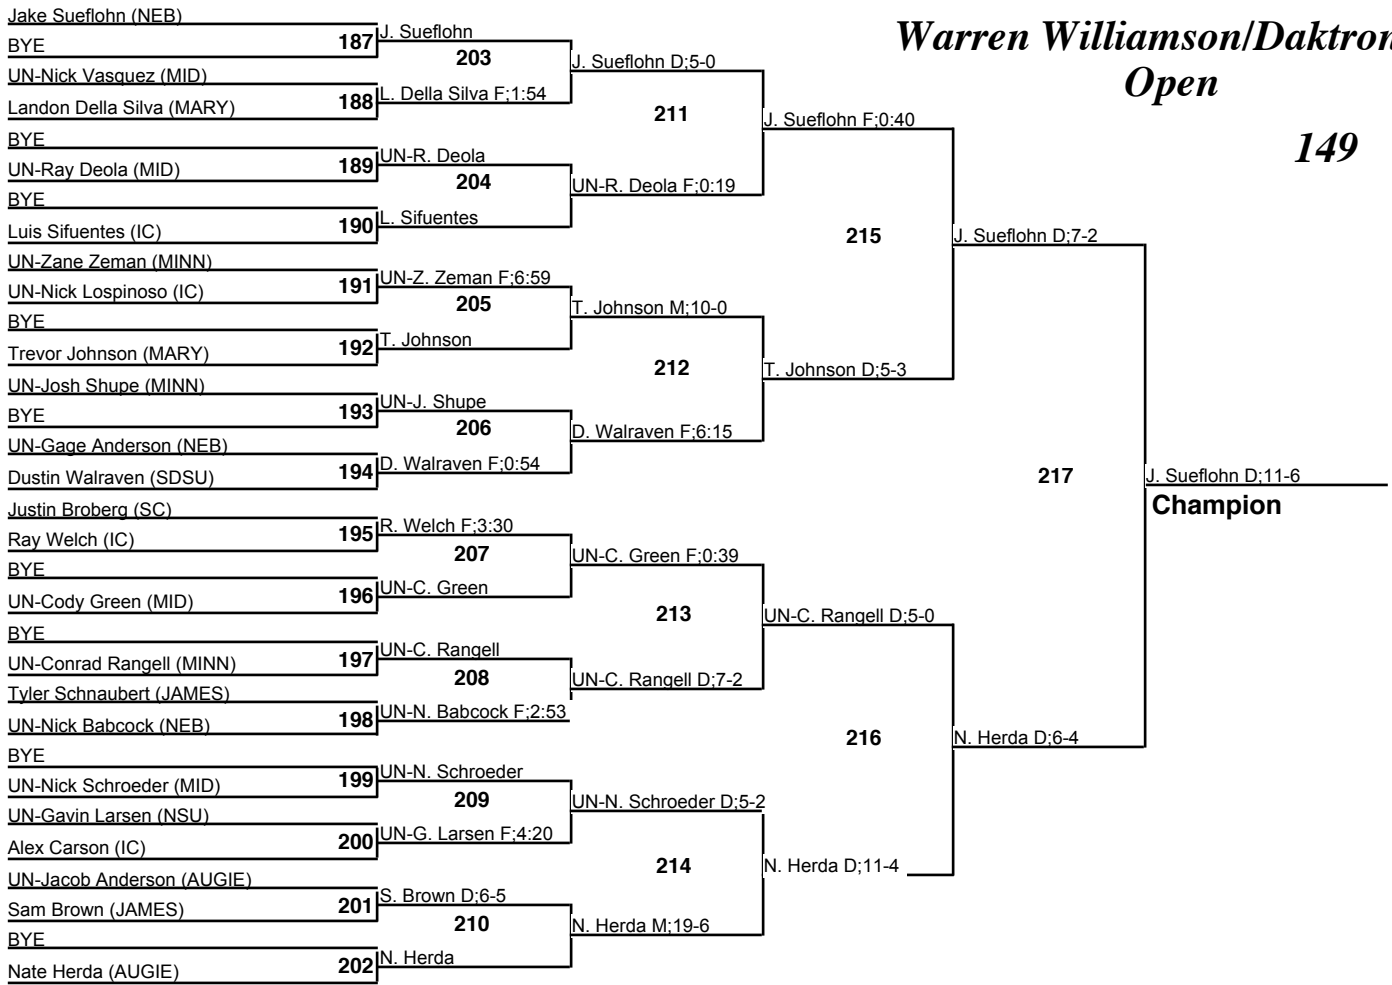 Warren Williamson/Daktron
Open
149
Jake Sueflohn (NEB)
BYE
187
UN-Nick Vasquez (MID)
Landon Della Silva (MARY)
188
BYE
UN-Ray Deola (MID)
189
BYE
Luis Sifuentes (IC)
190
UN-Zane Zeman (MINN)
UN-Nick Lospinoso (IC)
191
BYE
Trevor Johnson (MARY)
192
UN-Josh Shupe (MINN)
BYE
193
UN-Gage Anderson (NEB)
Dustin Walraven (SDSU)
194
Justin Broberg (SC)
Ray Welch (IC)
195
BYE
UN-Cody Green (MID)
196
BYE
UN-Conrad Rangell (MINN)
197
Tyler Schnaubert (JAMES)
UN-Nick Babcock (NEB)
198
BYE
UN-Nick Schroeder (MID)
199
UN-Gavin Larsen (NSU)
Alex Carson (IC)
200
UN-Jacob Anderson (AUGIE)
Sam Brown (JAMES)
201
BYE
Nate Herda (AUGIE)
202
J. Sueflohn
203
L. Della Silva F;1:54
UN-R. Deola
204
L. Sifuentes
UN-Z. Zeman F;6:59
205
T. Johnson
UN-J. Shupe
206
D. Walraven F;0:54
R. Welch F;3:30
207
UN-C. Green
UN-C. Rangell
208
UN-N. Babcock F;2:53
UN-N. Schroeder
209
UN-G. Larsen F;4:20
S. Brown D;6-5
210
N. Herda
J. Sueflohn D;5-0
211
UN-R. Deola F;0:19
T. Johnson M;10-0
212
D. Walraven F;6:15
UN-C. Green F;0:39
213
UN-C. Rangell D;7-2
UN-N. Schroeder D;5-2
214
N. Herda M;19-6
J. Sueflohn F;0:40
215
T. Johnson D;5-3
UN-C. Rangell D;5-0
216
N. Herda D;11-4
J. Sueflohn D;7-2
217
N. Herda D;6-4
J. Sueflohn D;11-6
Champion